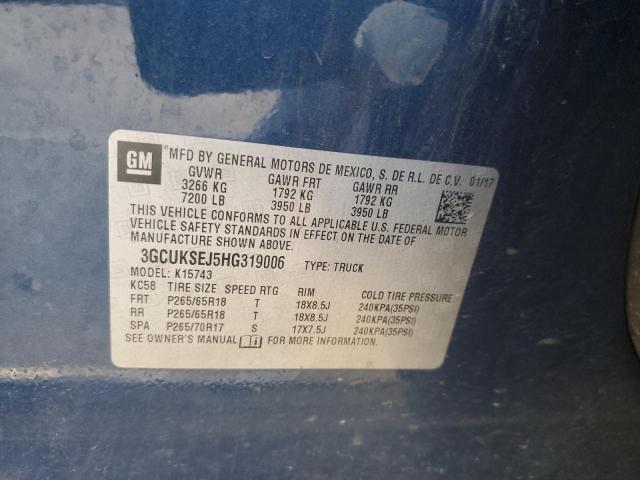 GM
®MFD BY GENERAL MOTORS DE MEXICO, S. DE R.L. DE C.V. 01/17
GVWR GAWR FRT GAWR RR
3266 KG 1792 KG 1792 KG
7200 LB 3950 LB 3950 LB
THIS VEHICLE CONFORMS TO ALL APPLICABLE U.S. FEDERAL MOTOR
VEHICLE SAFETY STANDARDS IN EFFECT ON THE DATE OF
MANUFACTURE SHOWN ABOVE.
3GCUKSEJ5HG319006 TYPE: TRUCK
MODEL: K15743
KC58 TIRE SIZE SPEED RTG RIM COLD TIRE PRESSURE
FRT P265/65R18 T 18X8.5J 240KPA(35PSI)
RR P265/65R18 T 18X8.5J 240KPA(35PSI)
SPA P265/70R17 S 17X7.5J 240KPA(35PSI)
SEE OWNER'S MANUAL FOR MORE INFORMATION.